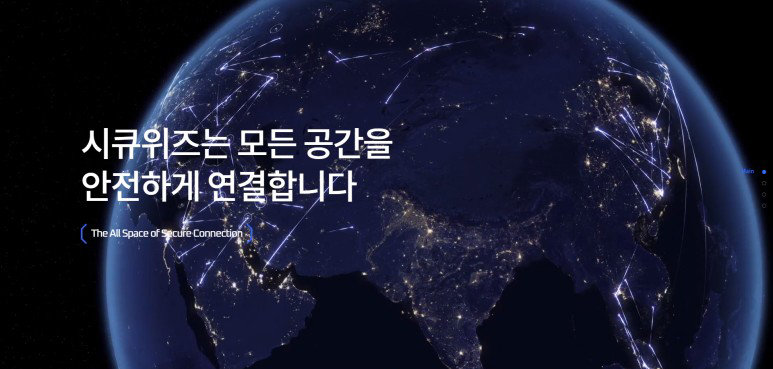 시큐위즈는 모든 공간을
안전하게 연결합니다
The All Space of Secure Connection